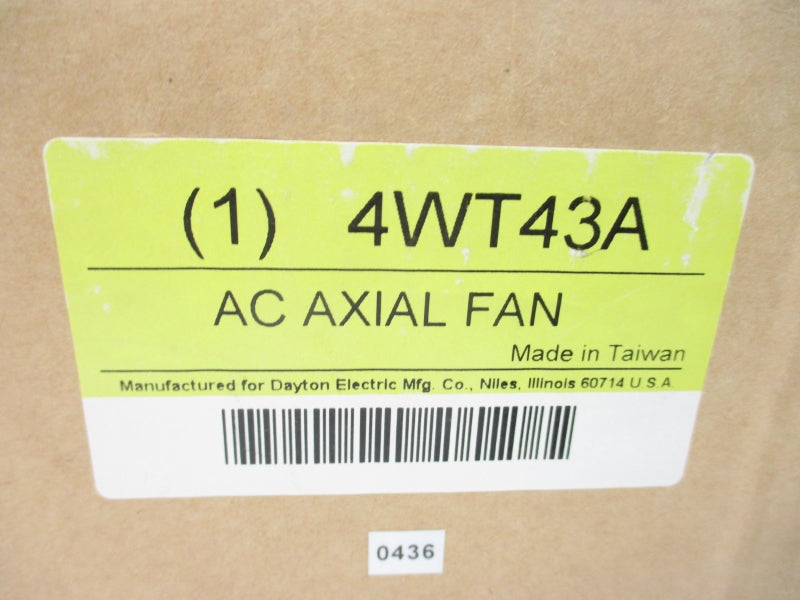 (1) 4WT43A
AC AXIAL FAN
Made in Taiwan
Manufactured for Dayton Electric Mfg. Co., Niles, Illinois 60714 U S A
0436